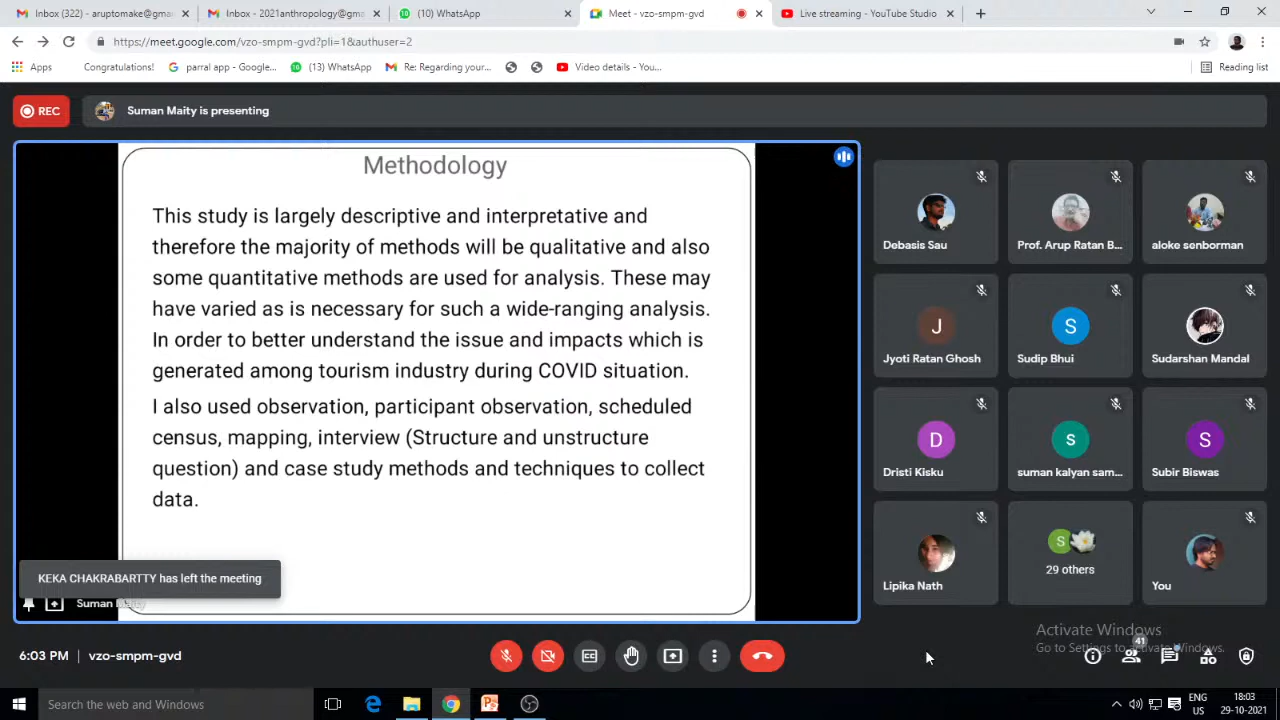 Inbox (322) - aruptomake@gma
Inbox - 2021anthropology@gm
(10) WhatsApp
Meet - vzo-smpm-gvd
Live streaming - YouTube Studio
https://meet.google.com/vzo-smpm-gvd?pli=1&authuser=2
Apps
Congratulations!
parral app - Google...
(13) WhatsApp
Re: Regarding your...
Video details - You...
Reading list
REC
Suman Maity is presenting
Methodology
This study is largely descriptive and interpretative and
therefore the majority of methods will be qualitative and also
some quantitative methods are used for analysis. These may
have varied as is necessary for such a wide-ranging analysis.
In order to better understand the issue and impacts which is
generated among tourism industry during COVID situation.
I also used observation, participant observation, scheduled
census, mapping, interview (Structure and unstructure
question) and case study methods and techniques to collect
data.
KEKA CHAKRABARTTY has left the meeting
Suman Maity
Debasis Sau
Prof. Arup Ratan B...
aloke senborman
J
Jyoti Ratan Ghosh
S
Sudip Bhui
Sudarshan Mandal
D
Dristi Kisku
s
suman kalyan sam...
S
Subir Biswas
Lipika Nath
S
29 others
You
Activate Windows
Go to Settings to activate Windows.
41
6:03 PM | vzo-smpm-gvd
Search the web and Windows
ENG
US
18:03
29-10-2021